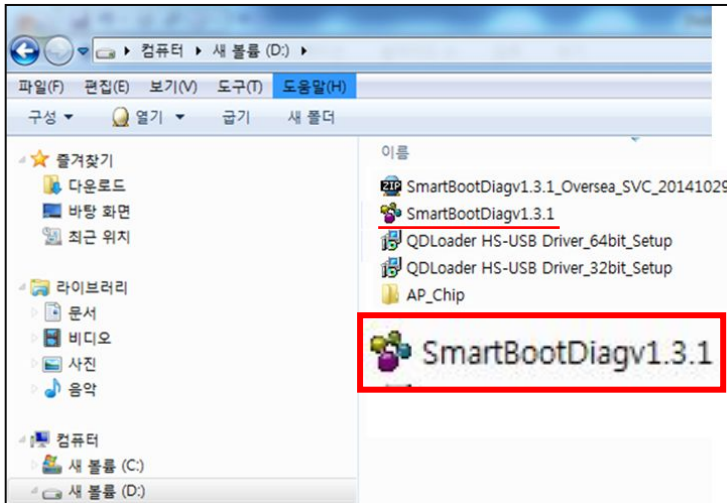 컴퓨터 ▸ 새 볼륨 (D:) ▸
파일(F) 편집(E) 보기(V) 도구(T) 도움말(H)
구성 ▼ 열기 ▼ 굽기 새 폴더
즐겨찾기
다운로드
바탕 화면
최근 위치
라이브러리
문서
비디오
사진
음악
컴퓨터
새 볼륨 (C:)
새 볼륨 (D:)
이름
ZIP SmartBootDiagv1.3.1_Oversea_SVC_20141029
SmartBootDiagv1.3.1
QDLoader HS-USB Driver_64bit_Setup
QDLoader HS-USB Driver_32bit_Setup
AP_Chip
SmartBootDiagv1.3.1